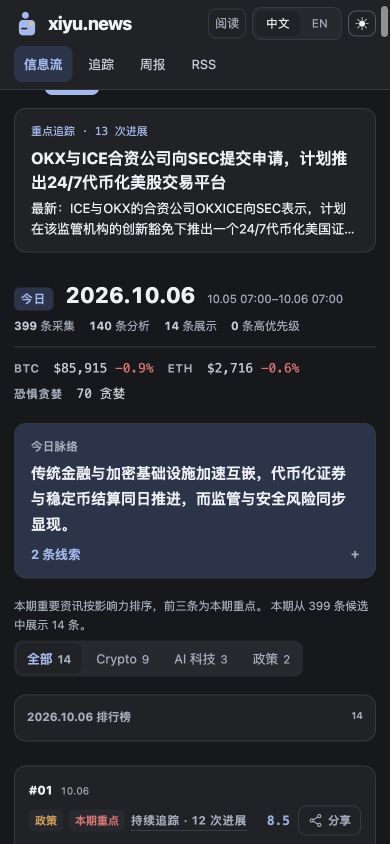 xiyu.news
阅读
中文
EN
信息流
追踪
周报
RSS
重点追踪 · 13 次进展
OKX与ICE合资公司向SEC提交申请，计划推
出24/7代币化美股交易平台
最新：ICE与OKX的合资公司OKXICE向SEC表示，计划
在该监管机构的创新豁免下推出一个24/7代币化美国证…
今日 2026.10.06 10.05 07:00–10.06 07:00
399 条采集 140 条分析 14 条展示 0 条高优先级
BTC $85,915 −0.9% ETH $2,716 −0.6%
恐惧贪婪 70 贪婪
今日脉络
传统金融与加密基础设施加速互嵌，代币化证券
与稳定币结算同日推进，而监管与安全风险同步
显现。
2 条线索 +
本期重要资讯按影响力排序，前三条为本期重点。 本期从 399 条候选
中展示 14 条。
全部 14 Crypto 9 AI 科技 3 政策 2
2026.10.06 排行榜 14
#01 10.06
政策 本期重点 持续追踪 · 12 次进展 8.5 分享